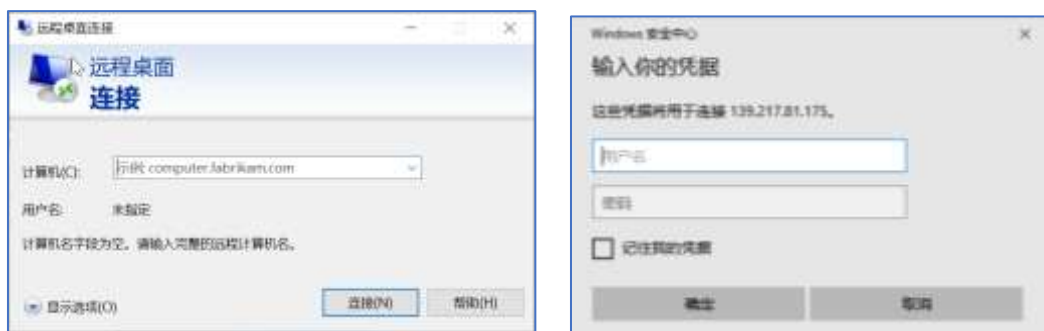 远程桌面连接
远程桌面
连接
计算机(C):
示例: computer.fabrikam.com
用户名:
未指定
计算机名字段为空。请输入完整的远程计算机名。
显示选项(O)
连接(N)
帮助(H)
Windows 安全中心
输入你的凭据
这些凭据将用于连接 139.217.81.175。
用户名
密码
记住我的凭据
确定
取消